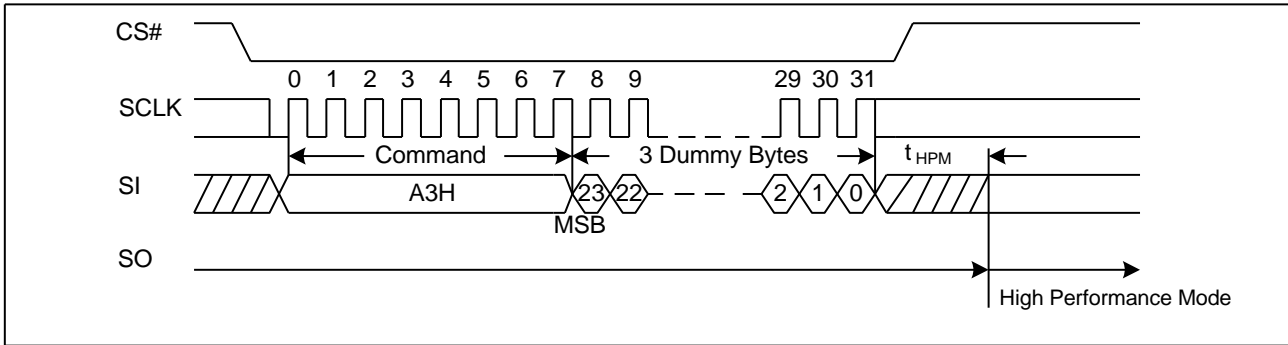 CS#
0 1 2 3 4 5 6 7 8 9 29 30 31
SCLK
Command 3 Dummy Bytes t HPM
SI A3H 23 22 2 1 0
MSB
SO
High Performance Mode